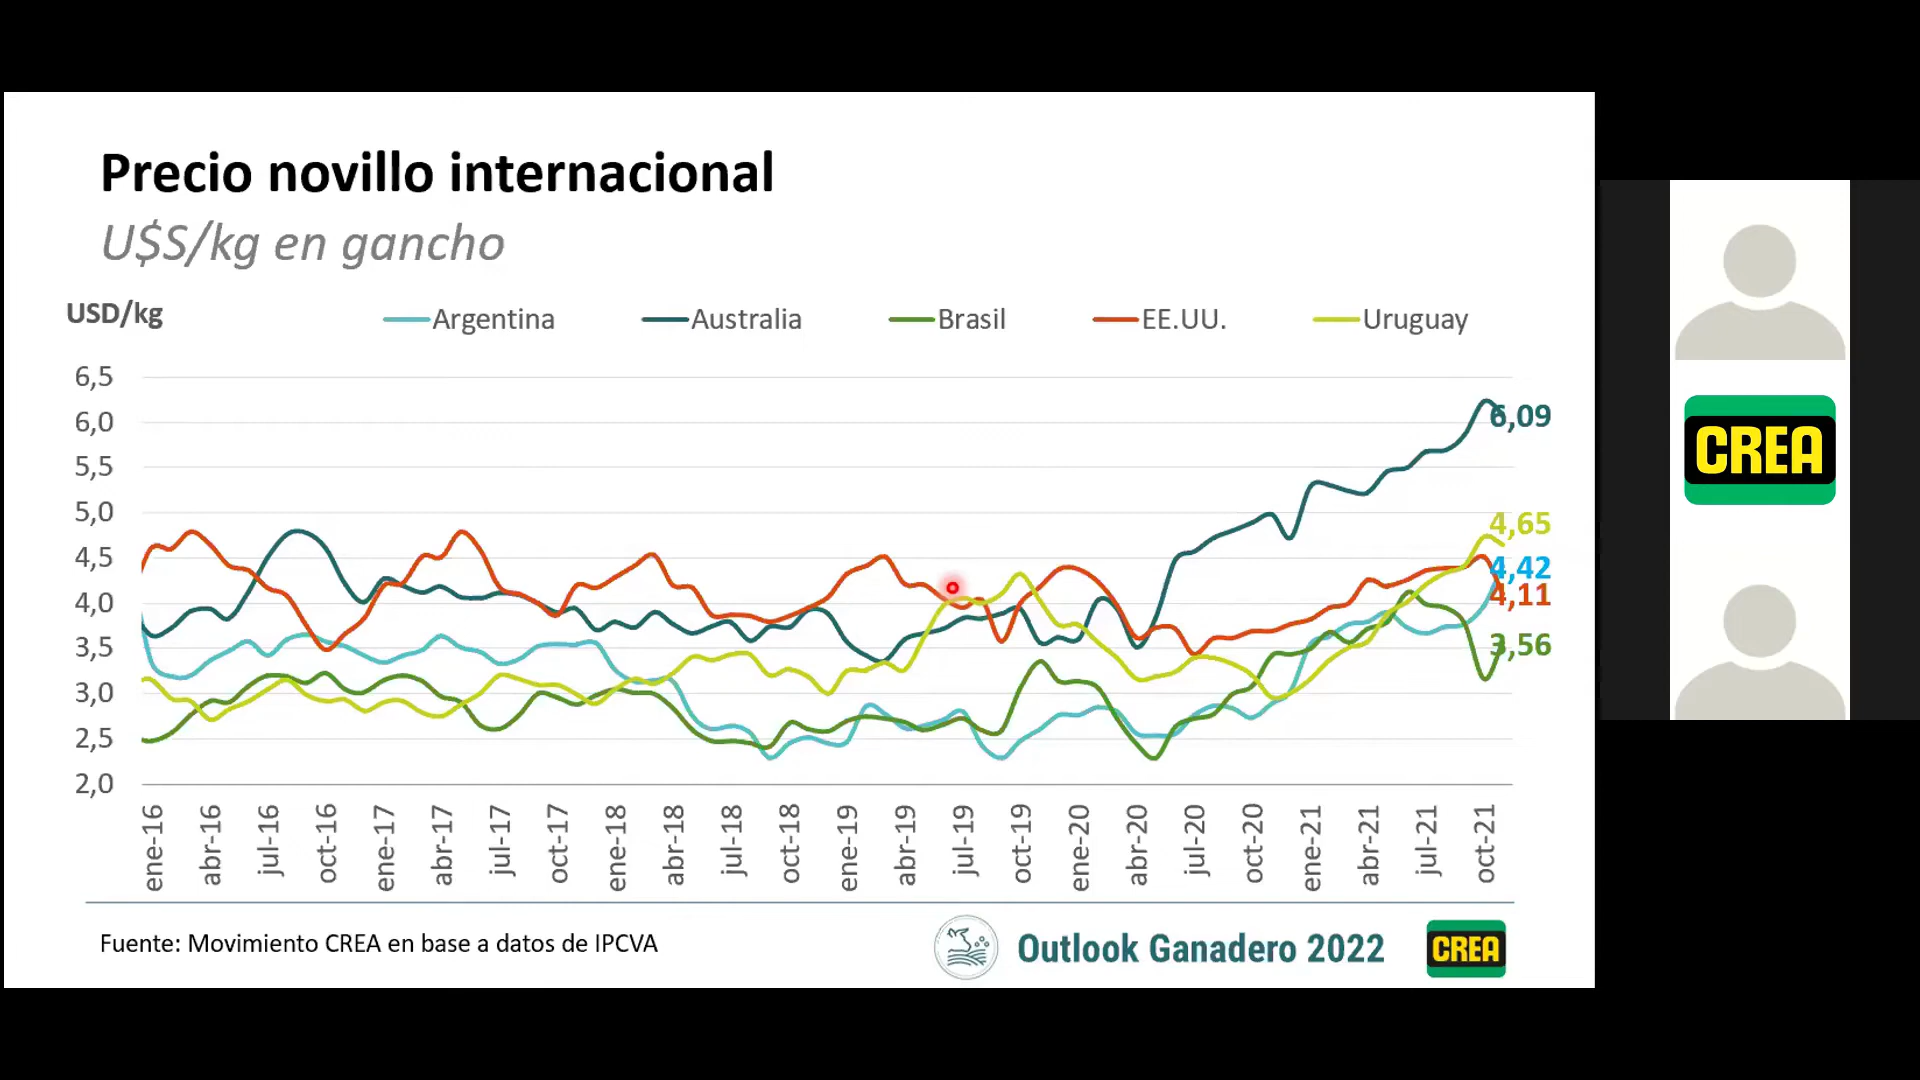 Precio novillo internacional
U$S/kg en gancho
USD/kg
Argentina Australia Brasil EE.UU. Uruguay
6,5
6,0
5,5
5,0
4,5
4,0
3,5
3,0
2,5
2,0
6,09
4,65
4,42
4,11
3,56
ene-16 abr-16 jul-16 oct-16 ene-17 abr-17 jul-17 oct-17 ene-18 abr-18 jul-18 oct-18 ene-19 abr-19 jul-19 oct-19 ene-20 abr-20 jul-20 oct-20 ene-21 abr-21 jul-21 oct-21
Fuente: Movimiento CREA en base a datos de IPCVA
Outlook Ganadero 2022
CREA
CREA